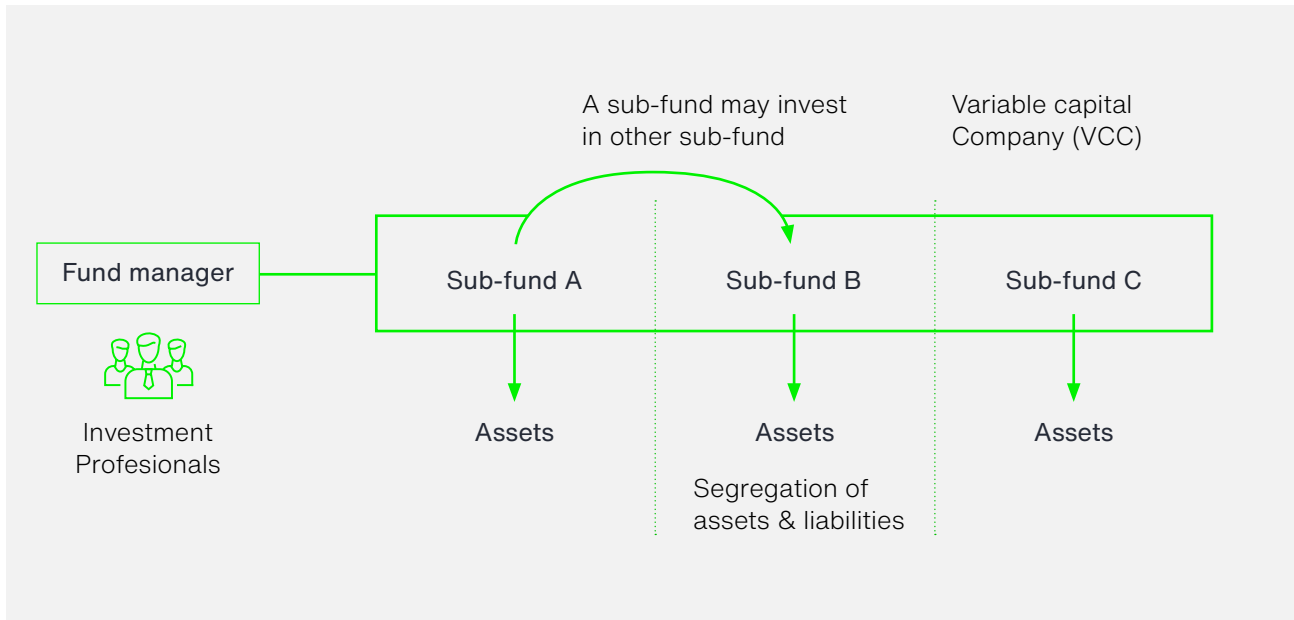 A sub-fund may invest
in other sub-fund
Variable capital
Company (VCC)
Fund manager
Sub-fund A
Sub-fund B
Sub-fund C
Investment
Profesionals
Assets
Assets
Assets
Segregation of
assets & liabilities